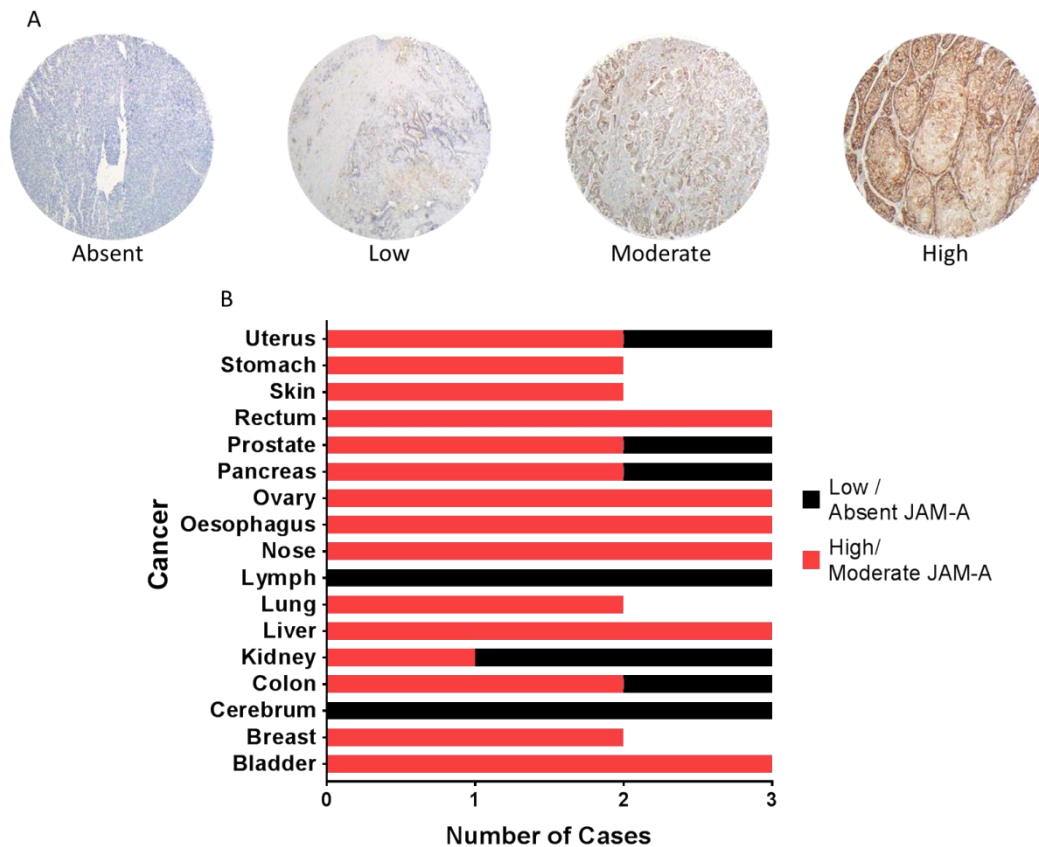 A
Absent
Low
Moderate
High
B
Uterus
Stomach
Skin
Rectum
Prostate
Pancreas
Ovary
Oesophagus
Nose
Lymph
Lung
Liver
Kidney
Colon
Cerebrum
Breast
Bladder
Cancer
0 1 2 3
Number of Cases
Low /
Absent JAM-A
High/
Moderate JAM-A